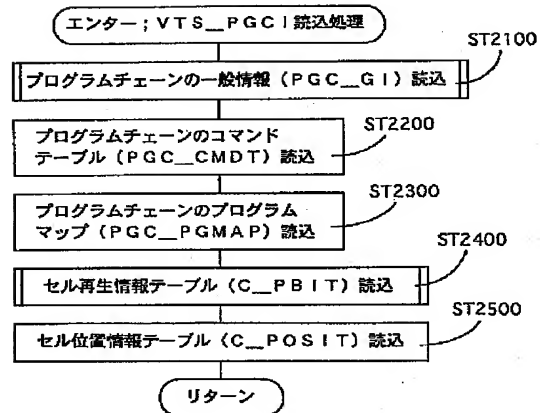 エンター；ＶＴＳ＿ＰＧＣＩ読込処理
ST2100
プログラムチェーンの一般情報（ＰＧＣ＿ＧＩ）読込
ST2200
プログラムチェーンのコマンド
テーブル（ＰＧＣ＿ＣＭＤＴ）読込
ST2300
プログラムチェーンのプログラム
マップ（ＰＧＣ＿ＰＧＭＡＰ）読込
ST2400
セル再生情報テーブル（Ｃ＿ＰＢＩＴ）読込
ST2500
セル位置情報テーブル（Ｃ＿ＰＯＳＩＴ）読込
リターン